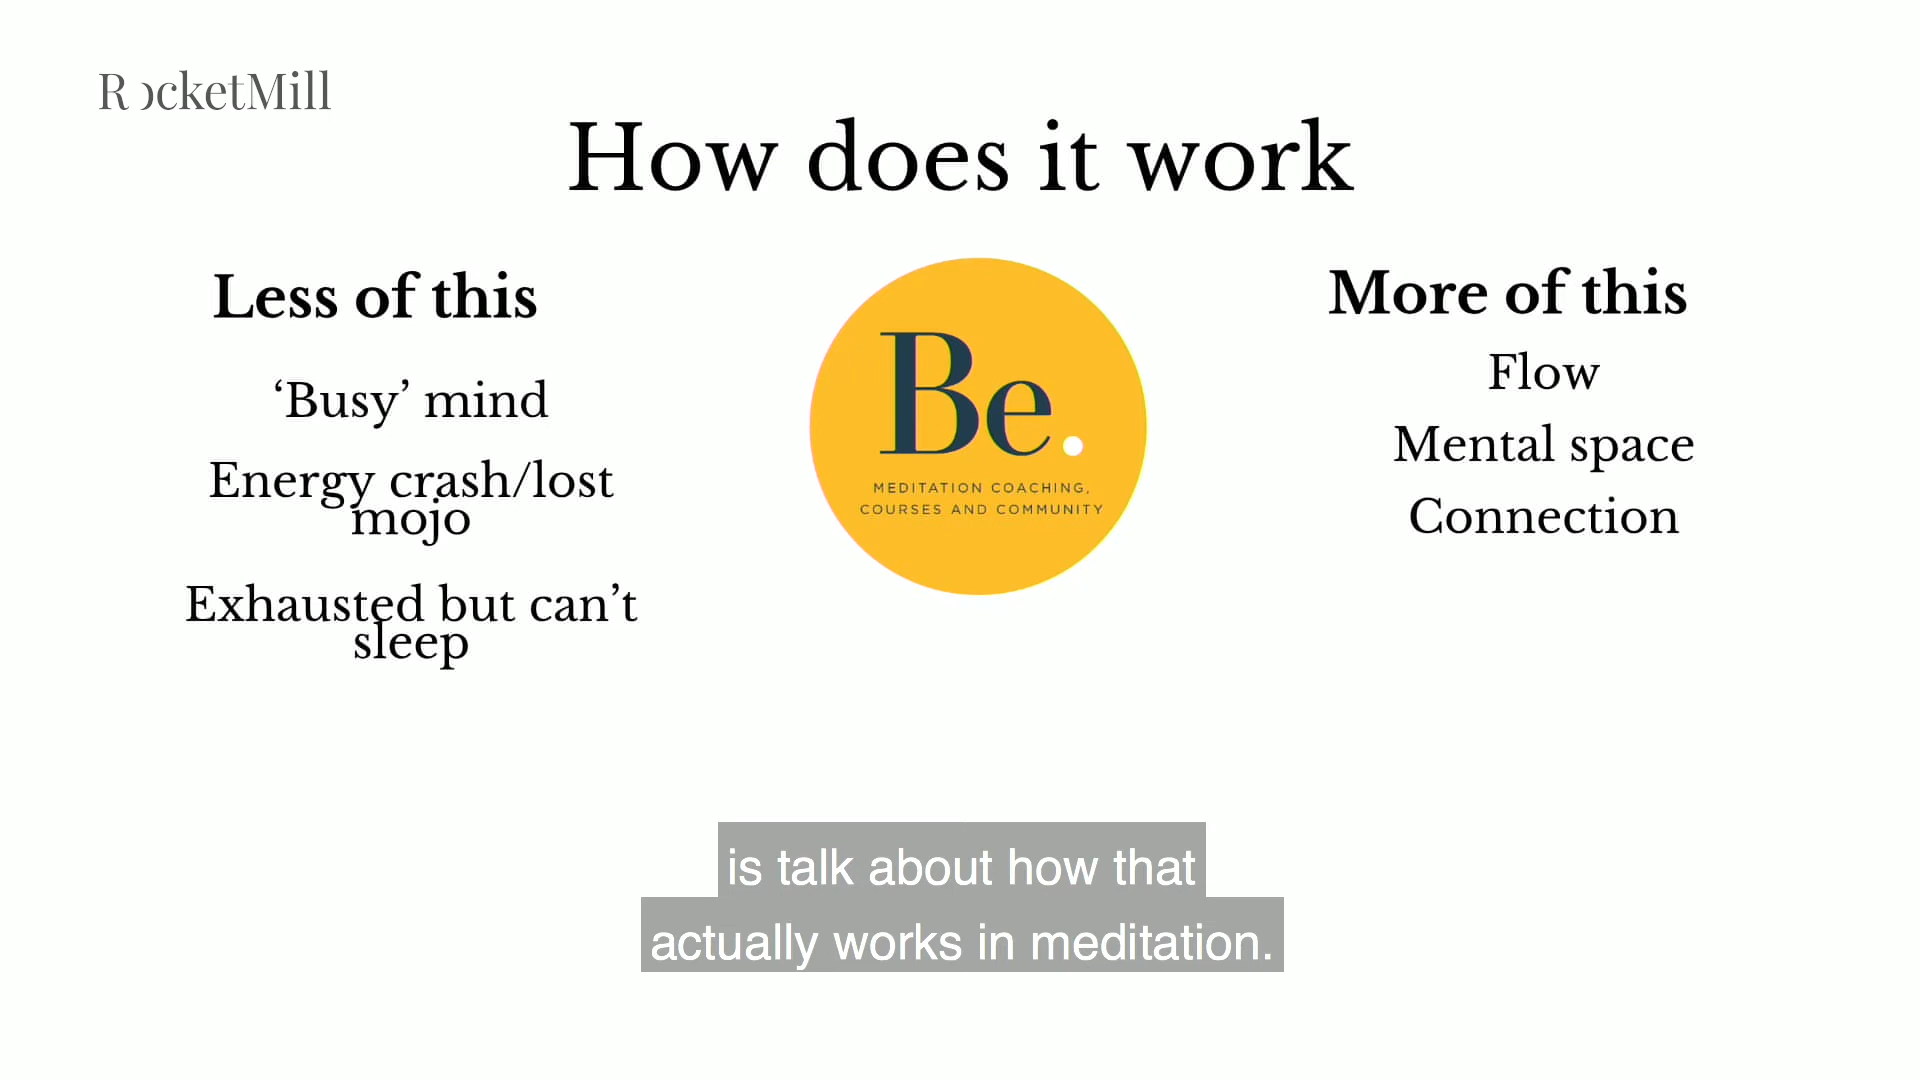 RocketMill
How does it work
Less of this
‘Busy’ mind
Energy crash/lost
mojo
Exhausted but can’t
sleep
Be.
MEDITATION COACHING,
COURSES AND COMMUNITY
More of this
Flow
Mental space
Connection
is talk about how that
actually works in meditation.